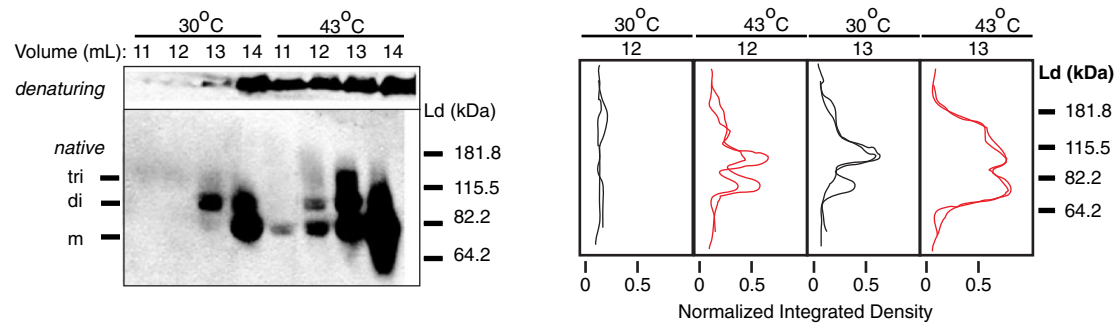 30°C 43°C
Volume (mL): 11 12 13 14 11 12 13 14
denaturing
Ld (kDa)
native
181.8
tri
115.5
di
82.2
m
64.2
30°C 43°C 30°C 43°C
12 12 13 13
Ld (kDa)
181.8
115.5
82.2
64.2
0 0.5 0 0.5 0 0.5 0 0.5
Normalized Integrated Density